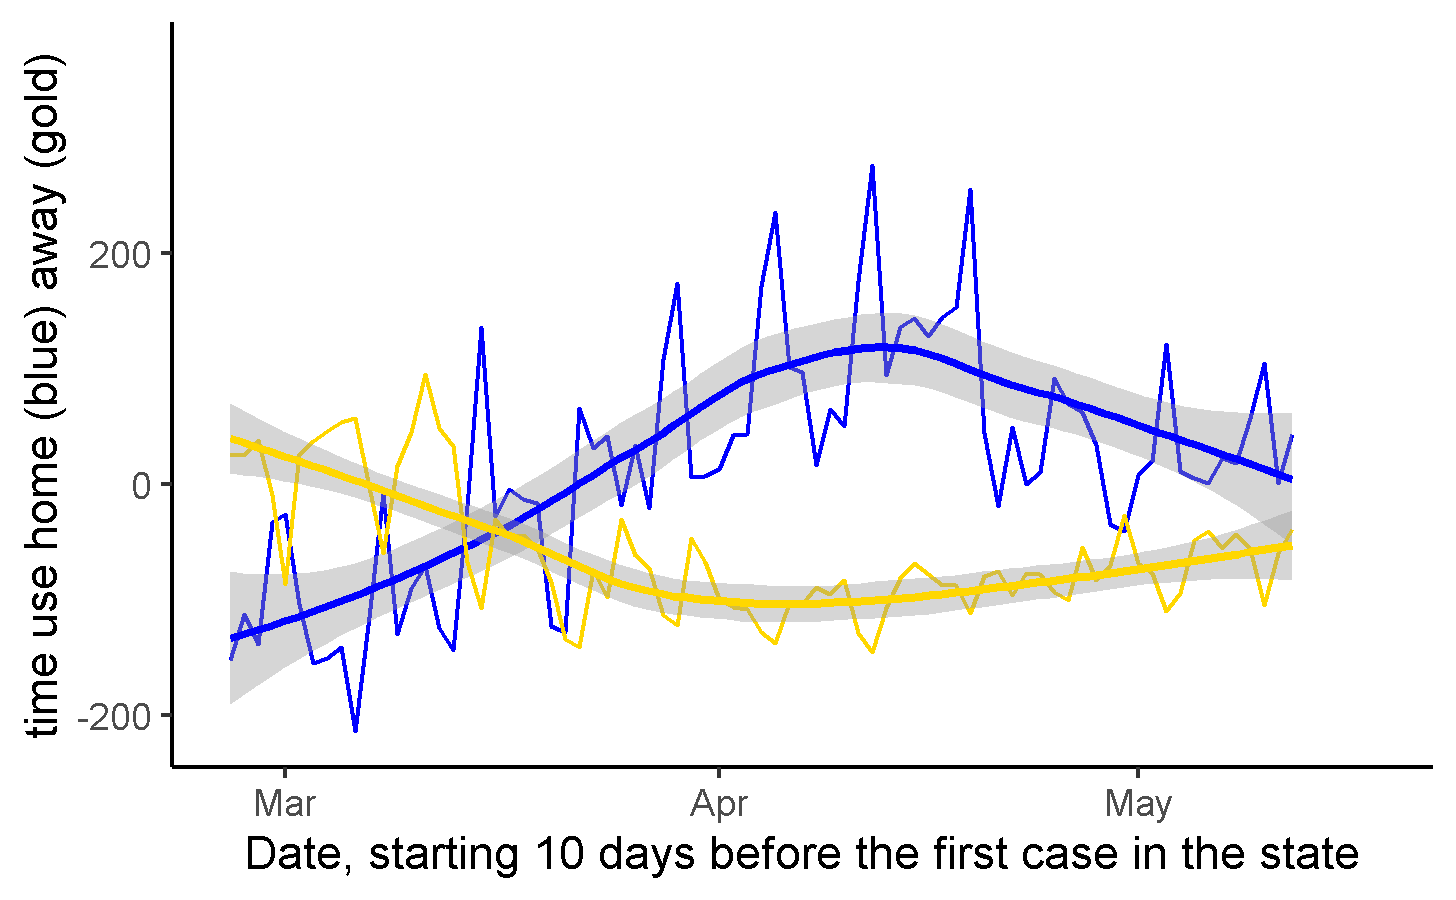 time use home (blue) away (gold)
200
0
-200
Mar Apr May
Date, starting 10 days before the first case in the state